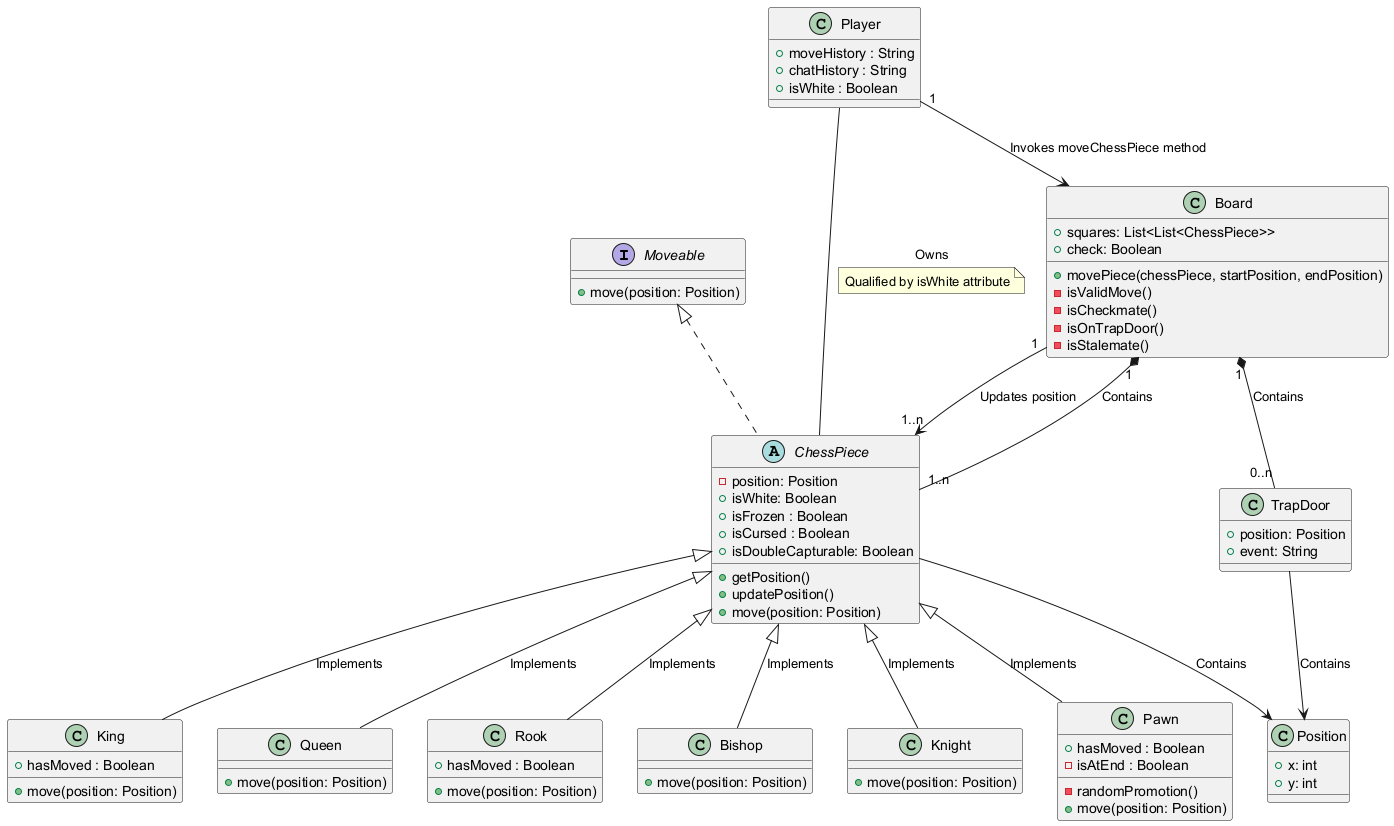 C Player
moveHistory : String
chatHistory : String
isWhite : Boolean
1
Invokes moveChessPiece method
C Board
squares: List<List<ChessPiece>>
check: Boolean
movePiece(chessPiece, startPosition, endPosition)
isValidMove()
isCheckmate()
isOnTrapDoor()
isStalemate()
I Moveable
move(position: Position)
Owns
Qualified by isWhite attribute
1
1
1
Updates position
Contains
Contains
1..n
1..n
0..n
A ChessPiece
position: Position
isWhite: Boolean
isFrozen : Boolean
isCursed : Boolean
isDoubleCapturable: Boolean
getPosition()
updatePosition()
move(position: Position)
C TrapDoor
position: Position
event: String
Implements
Implements
Implements
Implements
Implements
Implements
Contains
Contains
C King
hasMoved : Boolean
move(position: Position)
C Queen
move(position: Position)
C Rook
hasMoved : Boolean
move(position: Position)
C Bishop
move(position: Position)
C Knight
move(position: Position)
C Pawn
hasMoved : Boolean
isAtEnd : Boolean
randomPromotion()
move(position: Position)
C Position
x: int
y: int